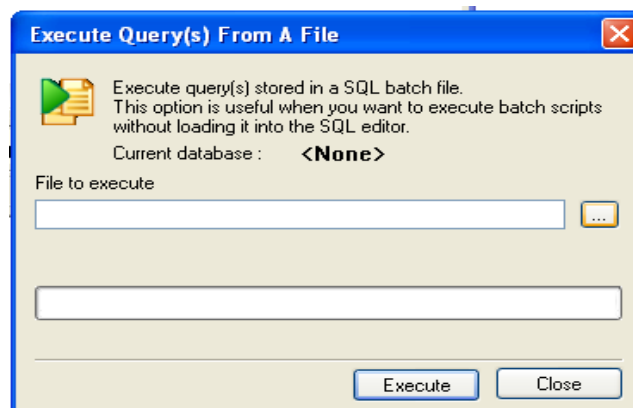 Execute Query(s) From A File
Execute query(s) stored in a SQL batch file.
This option is useful when you want to execute batch scripts
without loading it into the SQL editor.
Current database :    <None>
File to execute
...
Execute    Close